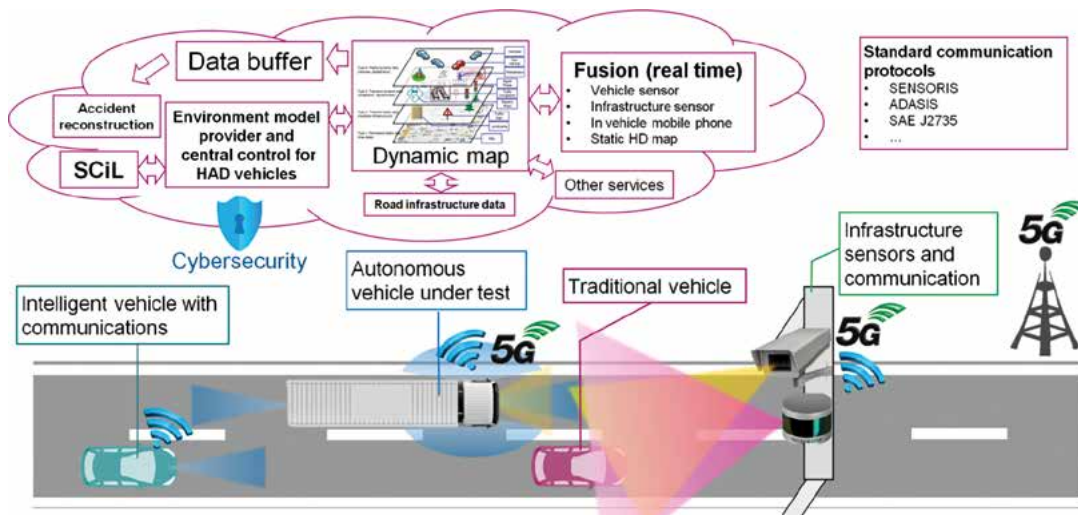 Data buffer
Accident
reconstruction
SCiL
Environment model
provider and
central control for
HAD vehicles
Dynamic map
Road infrastructure data
Fusion (real time)
• Vehicle sensor
• Infrastructure sensor
• In vehicle mobile phone
• Static HD map
Other services
Standard communication
protocols
• SENSORIS
• ADASIS
• SAE J2735
• ...
Cybersecurity
Intelligent vehicle with
communications
Autonomous
vehicle under test
5G
Traditional vehicle
Infrastructure
sensors and
communication
5G
5G